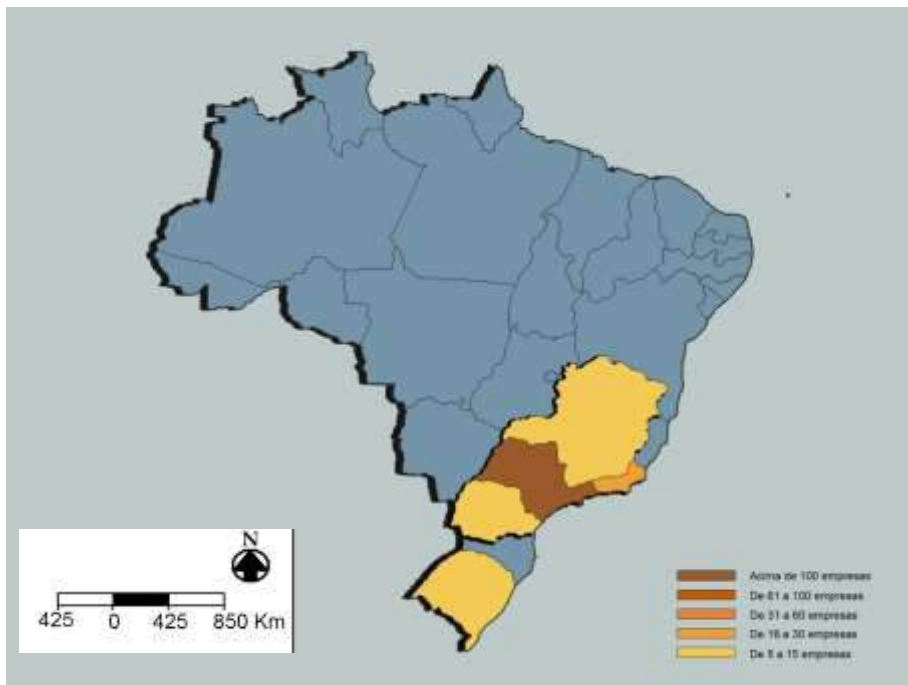 N
425 0 425 850 Km
Acima de 100 empresas
De 61 a 100 empresas
De 31 a 60 empresas
De 16 a 30 empresas
De 5 a 15 empresas